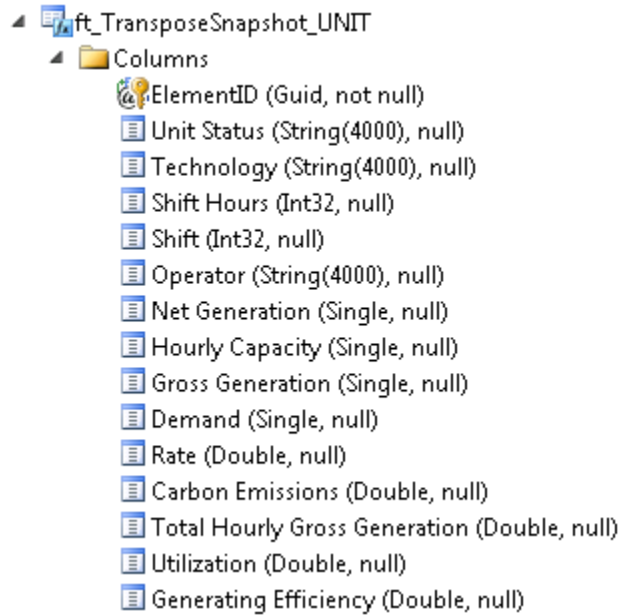 ft_TransposeSnapshot_UNIT
Columns
ElementID (Guid, not null)
Unit Status (String(4000), null)
Technology (String(4000), null)
Shift Hours (Int32, null)
Shift (Int32, null)
Operator (String(4000), null)
Net Generation (Single, null)
Hourly Capacity (Single, null)
Gross Generation (Single, null)
Demand (Single, null)
Rate (Double, null)
Carbon Emissions (Double, null)
Total Hourly Gross Generation (Double, null)
Utilization (Double, null)
Generating Efficiency (Double, null)